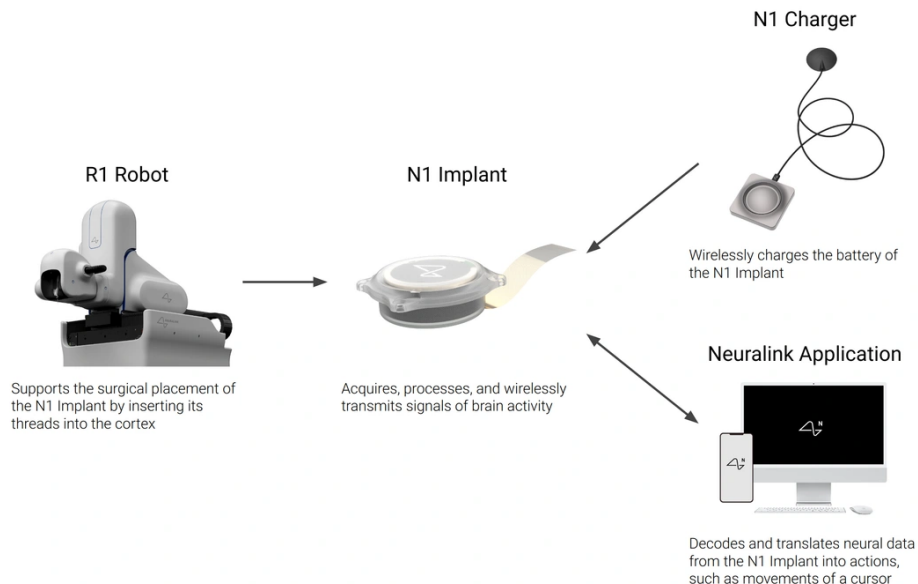 N1 Charger
R1 Robot
N1 Implant
Wirelessly charges the battery of
the N1 Implant
Supports the surgical placement of
the N1 Implant by inserting its
threads into the cortex
Acquires, processes, and wirelessly
transmits signals of brain activity
Neuralink Application
N
N
Decodes and translates neural data
from the N1 Implant into actions,
such as movements of a cursor